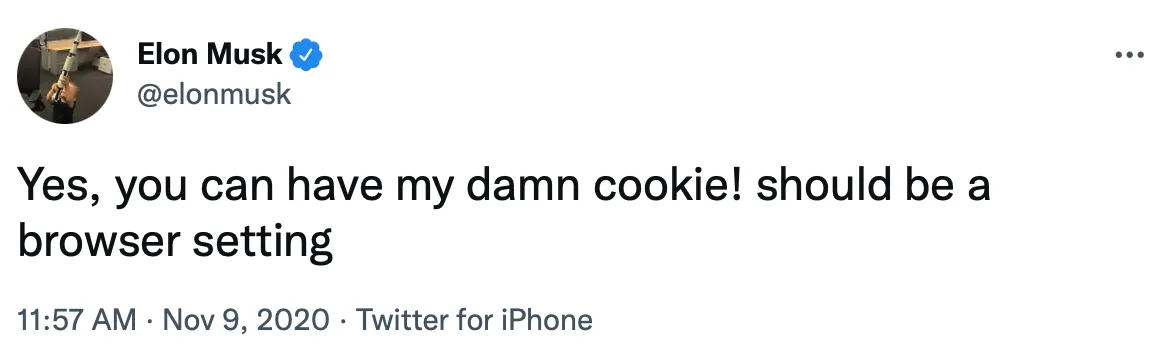 Elon Musk
@elonmusk
Yes, you can have my damn cookie! should be a
browser setting
11:57 AM · Nov 9, 2020 · Twitter for iPhone